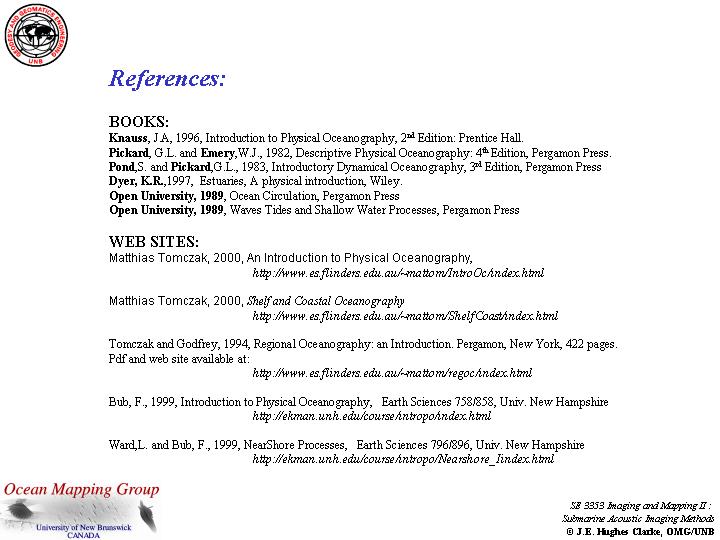 GEODESY AND GEOMATICS ENGINEERING
UNB
References:
BOOKS:
Knauss, J.A, 1996, Introduction to Physical Oceanography, 2nd Edition: Prentice Hall.
Pickard, G.L. and Emery,W.J., 1982, Descriptive Physical Oceanography: 4th Edition, Pergamon Press.
Pond,S. and Pickard,G.L., 1983, Introductory Dynamical Oceanography, 3rd Edition, Pergamon Press
Dyer, K.R.,1997, Estuaries, A physical introduction, Wiley.
Open University, 1989, Ocean Circulation, Pergamon Press
Open University, 1989, Waves Tides and Shallow Water Processes, Pergamon Press
WEB SITES:
Matthias Tomczak, 2000, An Introduction to Physical Oceanography,
http://www.es.flinders.edu.au/~mattom/IntroOc/index.html
Matthias Tomczak, 2000, Shelf and Coastal Oceanography
http://www.es.flinders.edu.au/~mattom/ShelfCoast/index.html
Tomczak and Godfrey, 1994, Regional Oceanography: an Introduction. Pergamon, New York, 422 pages.
Pdf and web site available at:
http://www.es.flinders.edu.au/~mattom/regoc/index.html
Bub, F., 1999, Introduction to Physical Oceanography, Earth Sciences 758/858, Univ. New Hampshire
http://ekman.unh.edu/course/intropo/index.html
Ward,L. and Bub, F., 1999, NearShore Processes, Earth Sciences 796/896, Univ. New Hampshire
http://ekman.unh.edu/course/intropo/Nearshore_Iindex.html
Ocean Mapping Group
University of New Brunswick
CANADA
SE 3353 Imaging and Mapping II :
Submarine Acoustic Imaging Methods
© J.E. Hughes Clarke, OMG/UNB